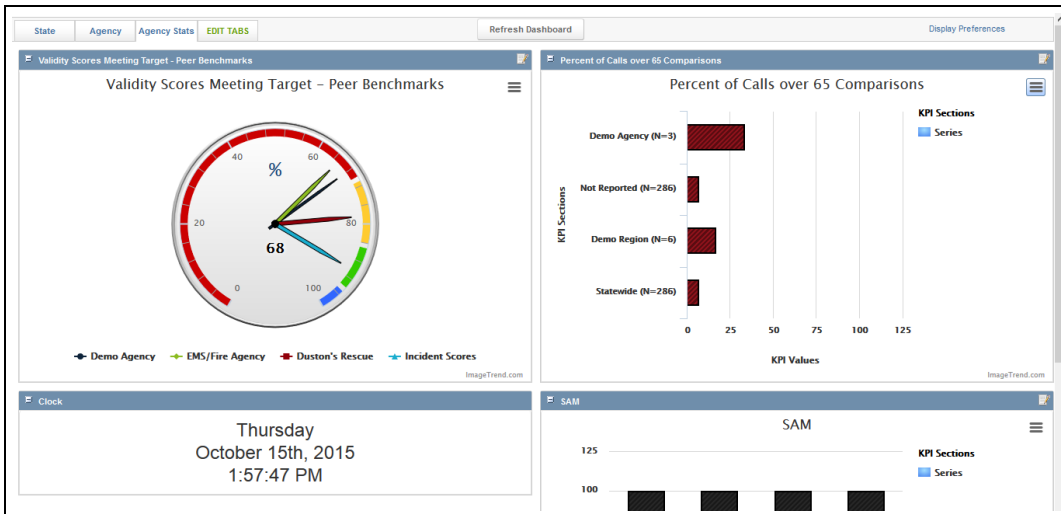 State Agency Agency Stats EDIT TABS Refresh Dashboard Display Preferences
Validity Scores Meeting Target - Peer Benchmarks
Validity Scores Meeting Target – Peer Benchmarks
%
0
20
40
60
80
100
68
Demo Agency EMS/Fire Agency Duston's Rescue Incident Scores
ImageTrend.com
Percent of Calls over 65 Comparisons
Percent of Calls over 65 Comparisons
KPI Sections
Series
KPI Sections
Demo Agency (N=3)
Not Reported (N=286)
Demo Region (N=6)
Statewide (N=286)
0 25 50 75 100 125
KPI Values
ImageTrend.com
Clock
Thursday
October 15th, 2015
1:57:47 PM
SAM
SAM
125
100
KPI Sections
Series